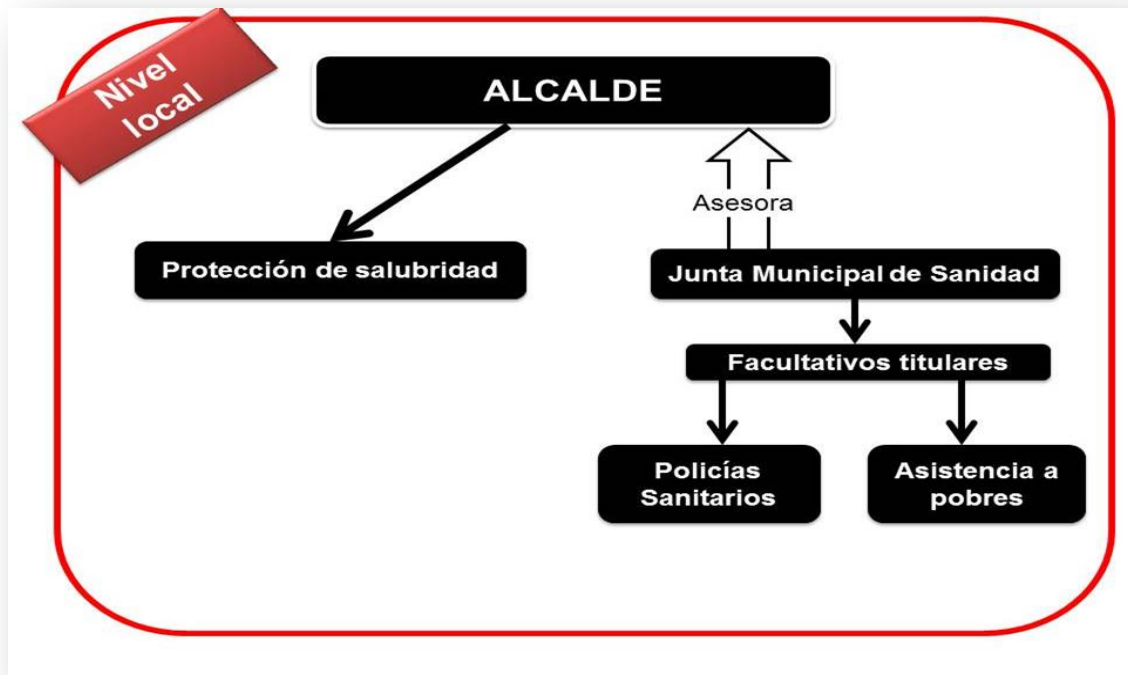 Nivel
local
ALCALDE
Asesora
Protección de salubridad
Junta Municipal de Sanidad
Facultativos titulares
Policías
Sanitarios
Asistencia a
pobres